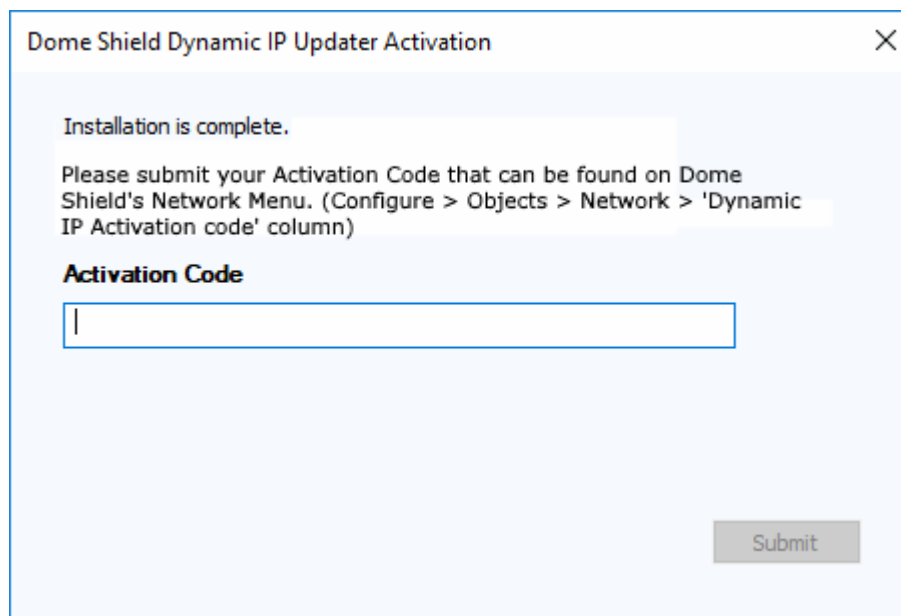 Dome Shield Dynamic IP Updater Activation
Installation is complete.
Please submit your Activation Code that can be found on Dome
Shield's Network Menu. (Configure > Objects > Network > 'Dynamic
IP Activation code' column)
Activation Code
Submit